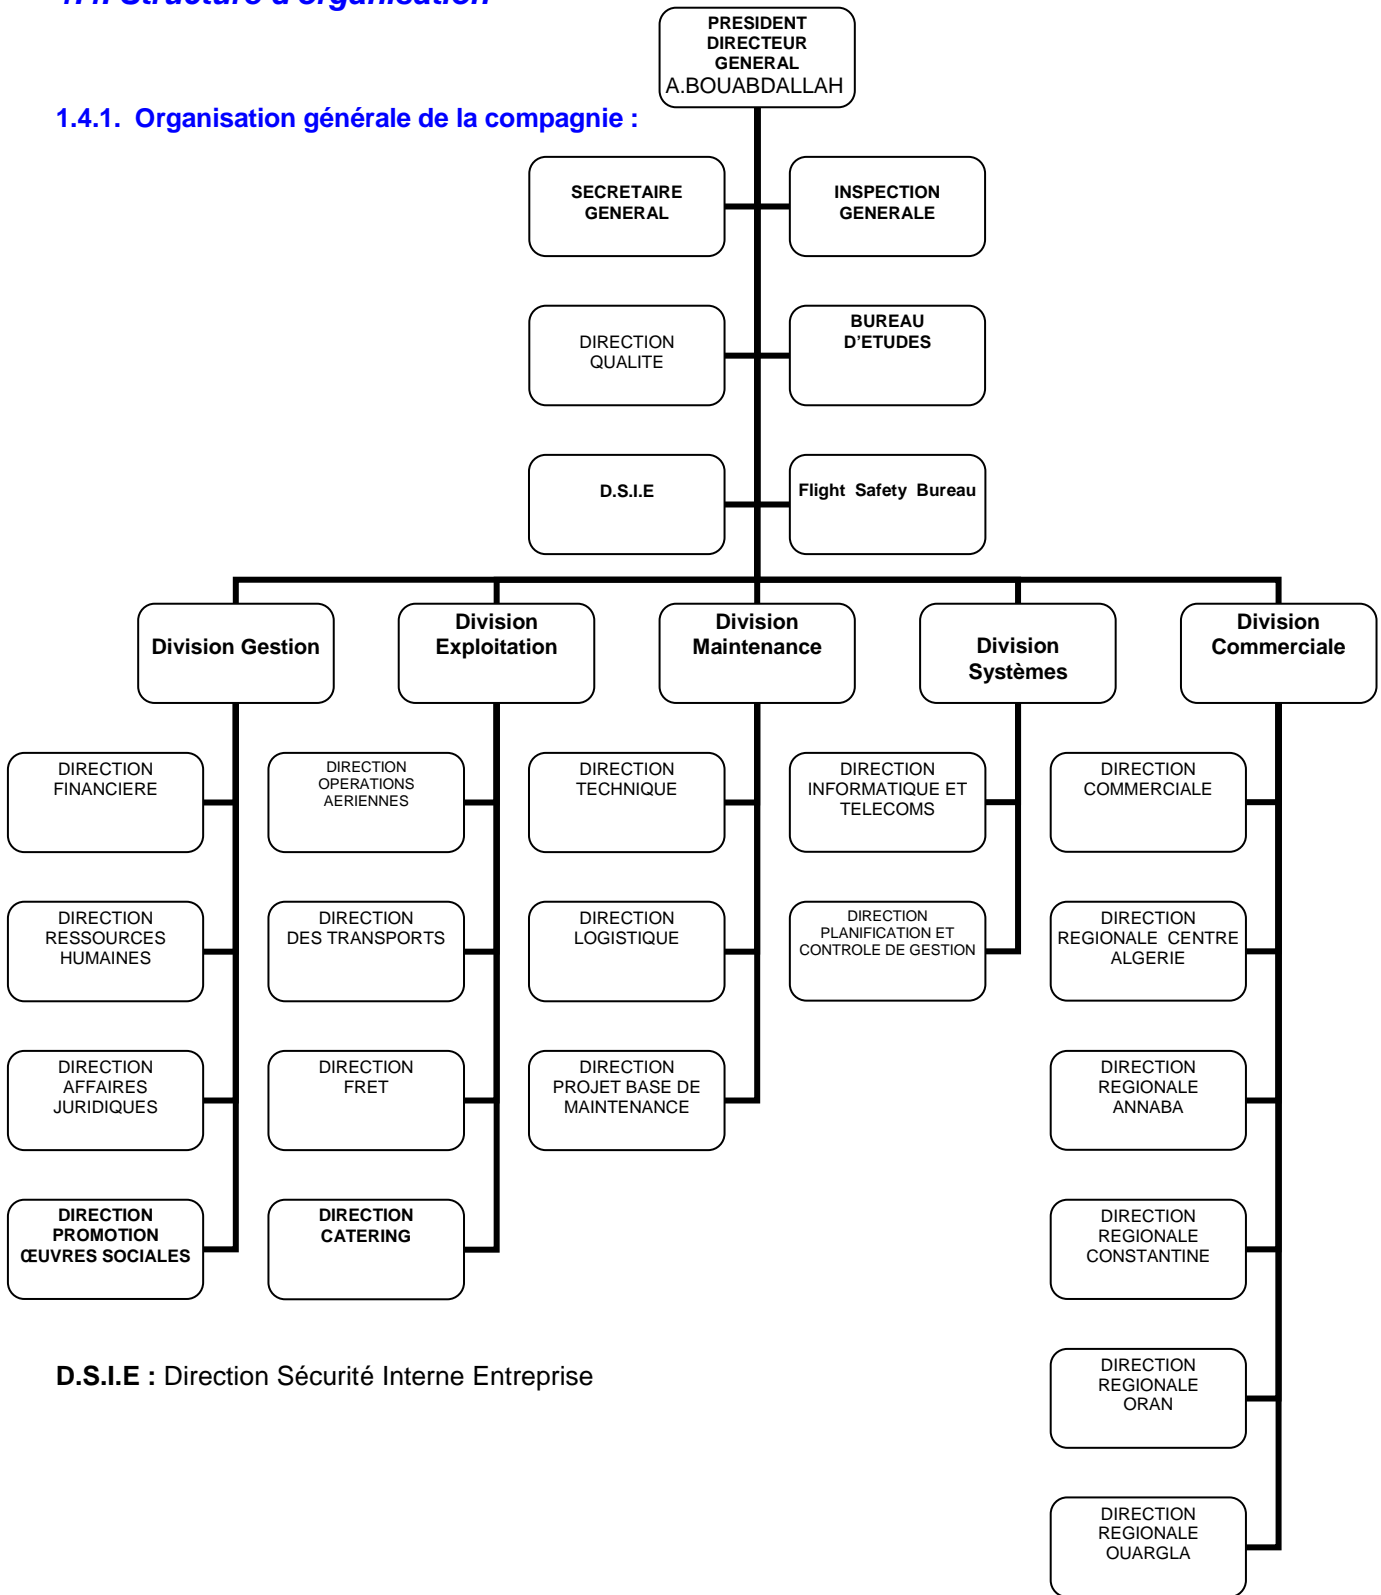 1.4. Structure d'organisation
PRESIDENT
DIRECTEUR
GENERAL
A.BOUABDALLAH
1.4.1. Organisation générale de la compagnie :
SECRETAIRE
GENERAL
INSPECTION
GENERALE
DIRECTION
QUALITE
BUREAU
D’ETUDES
D.S.I.E
Flight Safety Bureau
Division Gestion
Division
Exploitation
Division
Maintenance
Division
Systèmes
Division
Commerciale
DIRECTION
FINANCIERE
DIRECTION
OPERATIONS
AERIENNES
DIRECTION
TECHNIQUE
DIRECTION
INFORMATIQUE ET
TELECOMS
DIRECTION
COMMERCIALE
DIRECTION
RESSOURCES
HUMAINES
DIRECTION
DES TRANSPORTS
DIRECTION
LOGISTIQUE
DIRECTION
PLANIFICATION ET
CONTROLE DE GESTION
DIRECTION
REGIONALE CENTRE
ALGERIE
DIRECTION
AFFAIRES
JURIDIQUES
DIRECTION
FRET
DIRECTION
PROJET BASE DE
MAINTENANCE
DIRECTION
REGIONALE
ANNABA
DIRECTION
PROMOTION
ŒUVRES SOCIALES
DIRECTION
CATERING
DIRECTION
REGIONALE
CONSTANTINE
D.S.I.E : Direction Sécurité Interne Entreprise
DIRECTION
REGIONALE
ORAN
DIRECTION
REGIONALE
OUARGLA